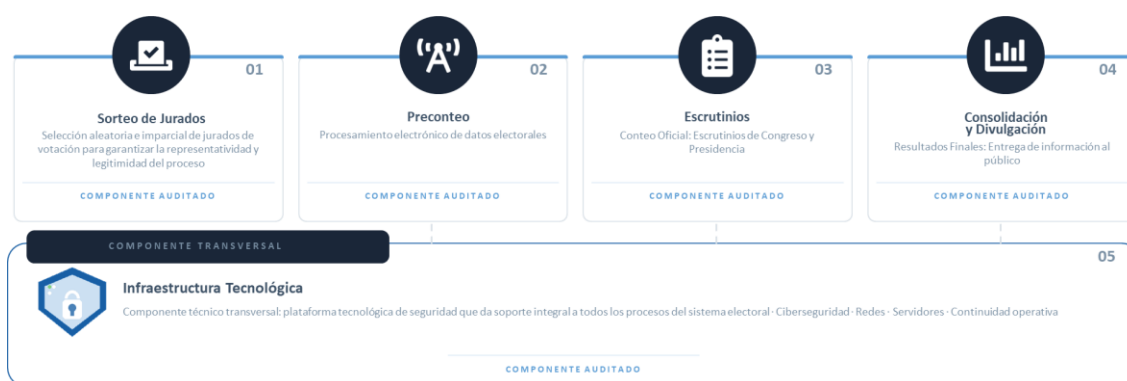 01
Sorteo de Jurados
Selección aleatoria e imparcial de jurados de
votación para garantizar la representatividad y
legitimidad del proceso
COMPONENTE AUDITADO
02
Preconteo
Procesamiento electrónico de datos electorales
COMPONENTE AUDITADO
03
Escrutinios
Conteo Oficial: Escrutinios de Congreso y
Presidencia
COMPONENTE AUDITADO
04
Consolidación
y Divulgación
Resultados Finales: Entrega de información al
público
COMPONENTE AUDITADO
COMPONENTE TRANSVERSAL
05
Infraestructura Tecnológica
Componente técnico transversal: plataforma tecnológica de seguridad que da soporte integral a todos los procesos del sistema electoral · Ciberseguridad · Redes · Servidores · Continuidad operativa
COMPONENTE AUDITADO